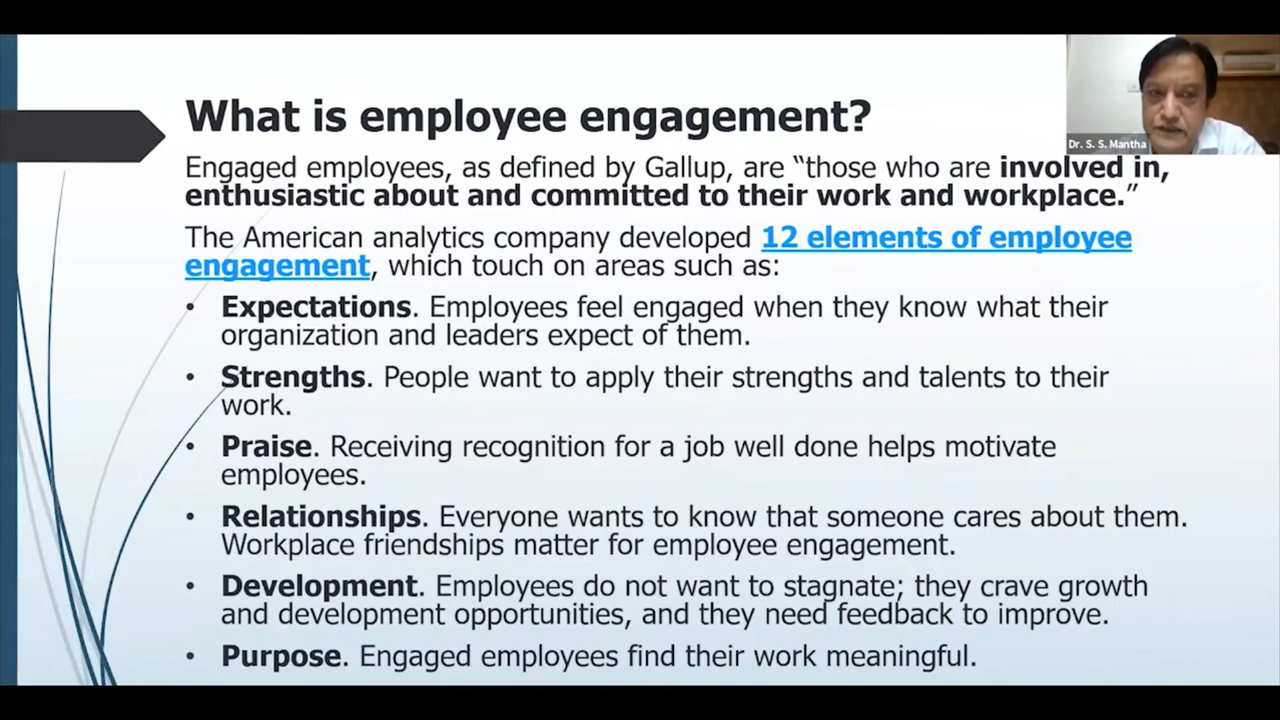 What is employee engagement?
Dr. S. S. Mantha
Engaged employees, as defined by Gallup, are “those who are involved in,
enthusiastic about and committed to their work and workplace.”
The American analytics company developed 12 elements of employee
engagement, which touch on areas such as:
• Expectations. Employees feel engaged when they know what their
organization and leaders expect of them.
• Strengths. People want to apply their strengths and talents to their
work.
• Praise. Receiving recognition for a job well done helps motivate
employees.
• Relationships. Everyone wants to know that someone cares about them.
Workplace friendships matter for employee engagement.
• Development. Employees do not want to stagnate; they crave growth
and development opportunities, and they need feedback to improve.
• Purpose. Engaged employees find their work meaningful.